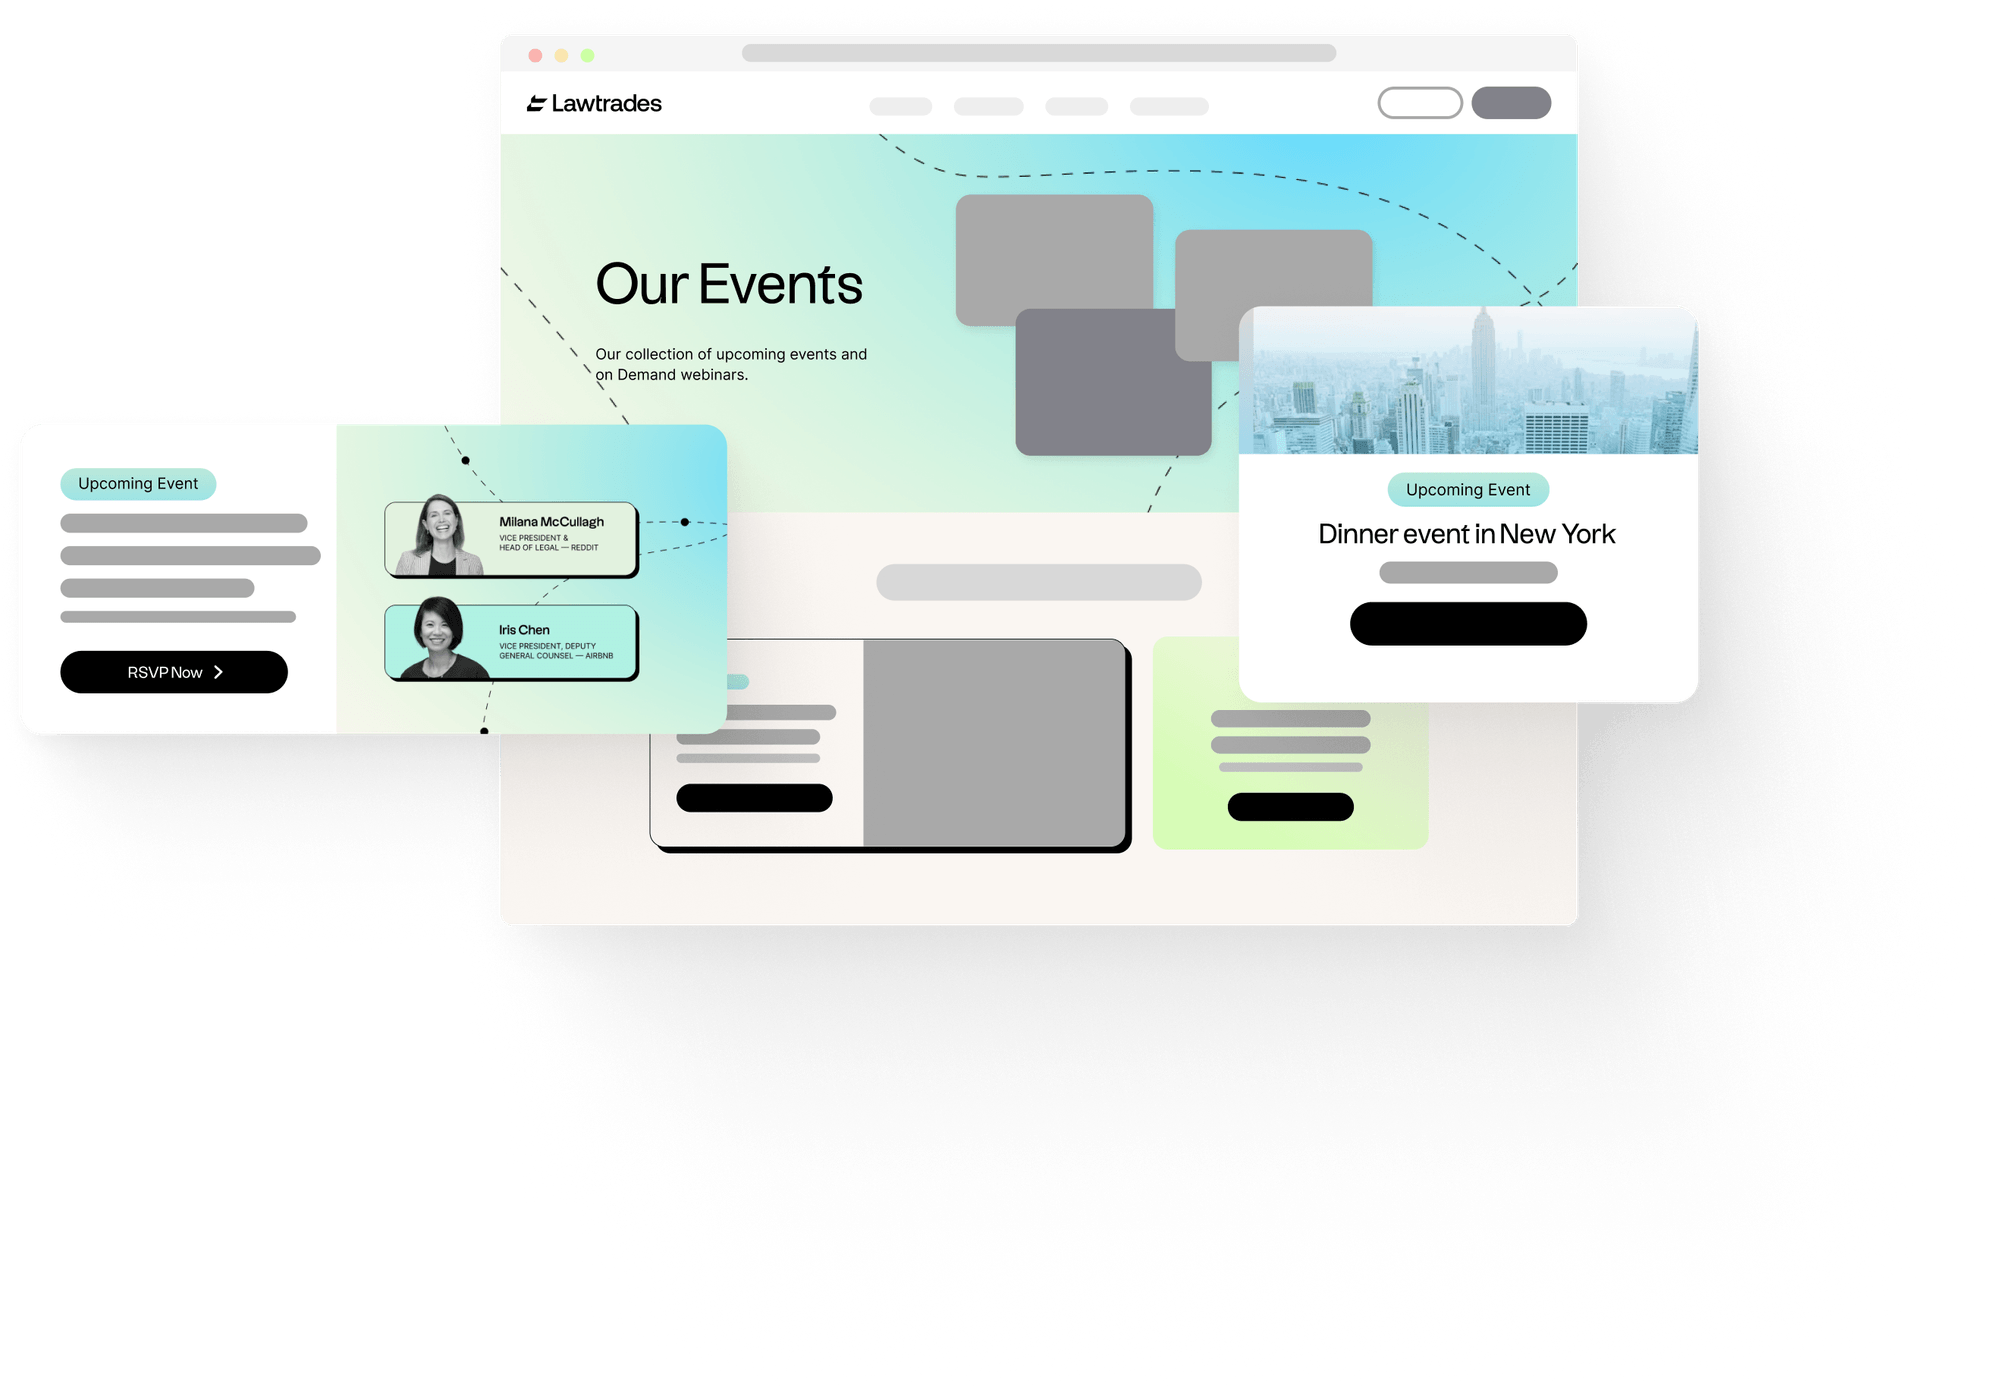 Lawtrades
Our Events
Our collection of upcoming events and
on Demand webinars.
Upcoming Event
RSVP Now
Milana McCullagh
VICE PRESIDENT &
HEAD OF LEGAL — REDDIT
Iris Chen
VICE PRESIDENT, DEPUTY
GENERAL COUNSEL — AIRBNB
Upcoming Event
Dinner event in New York